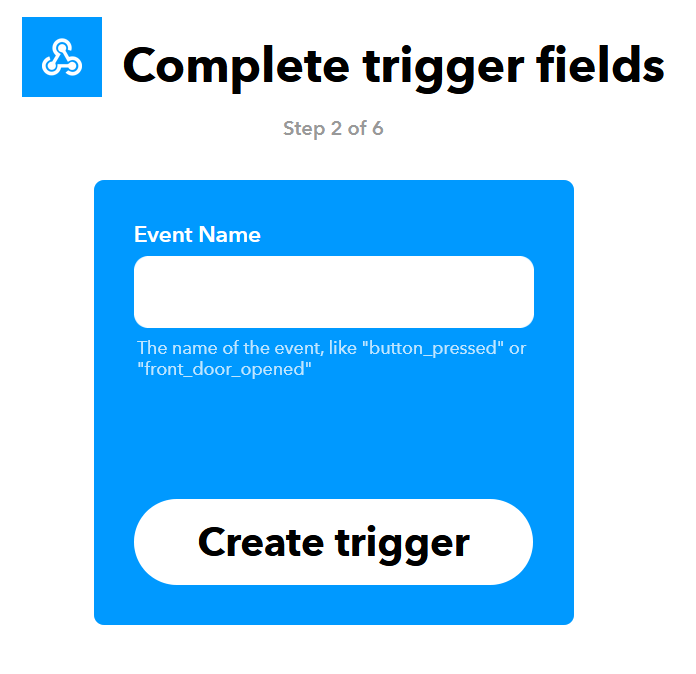 Complete trigger fields
Step 2 of 6
Event Name
The name of the event, like "button_pressed" or
"front_door_opened"
Create trigger